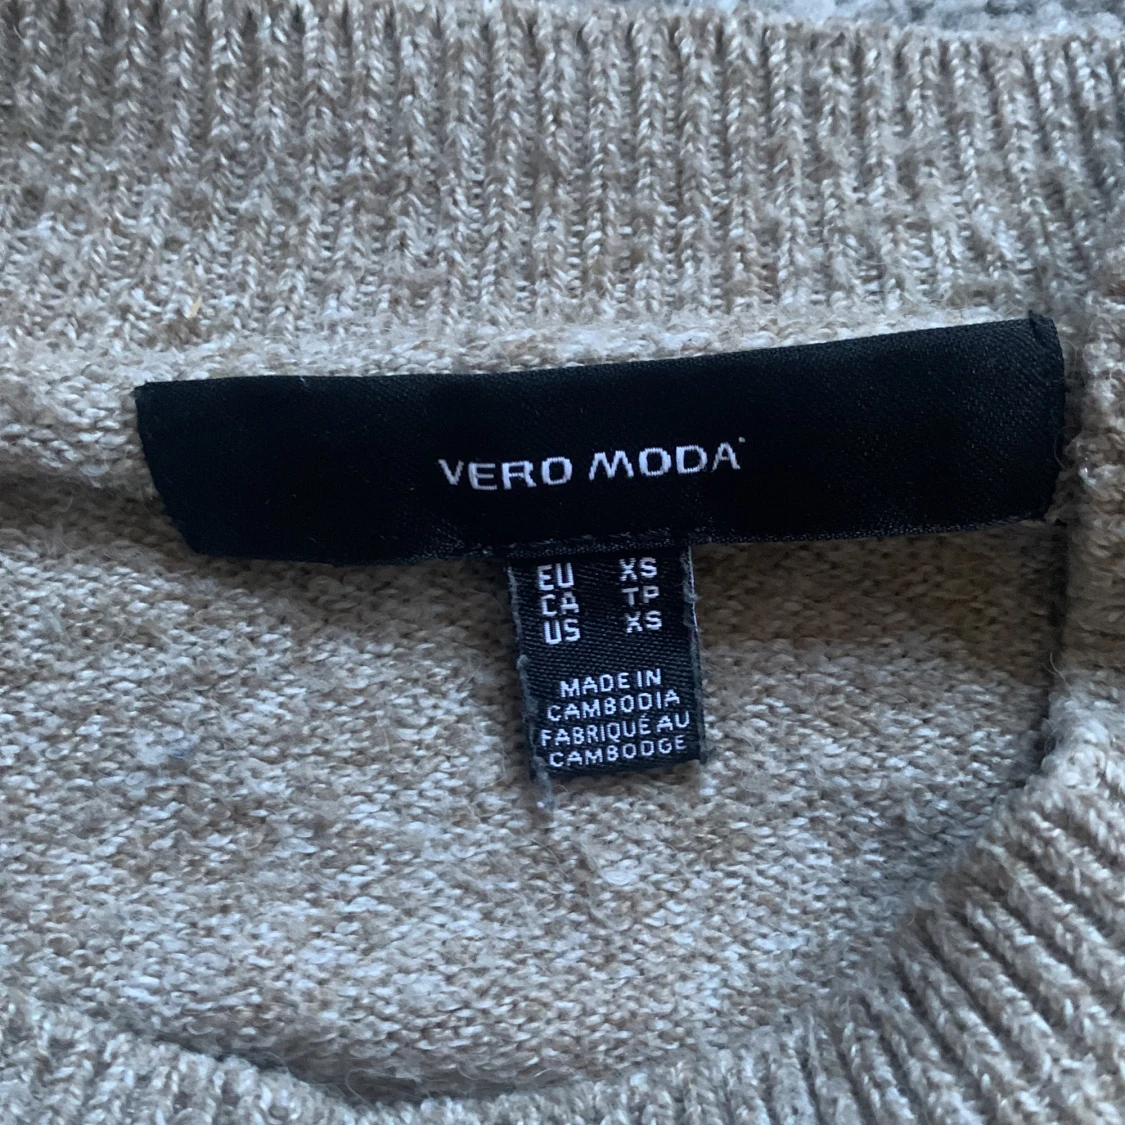 VERO MODA
EU XS
CA TP
US XS
MADE IN
CAMBODIA
FABRIQUÉ AU
CAMBODGE